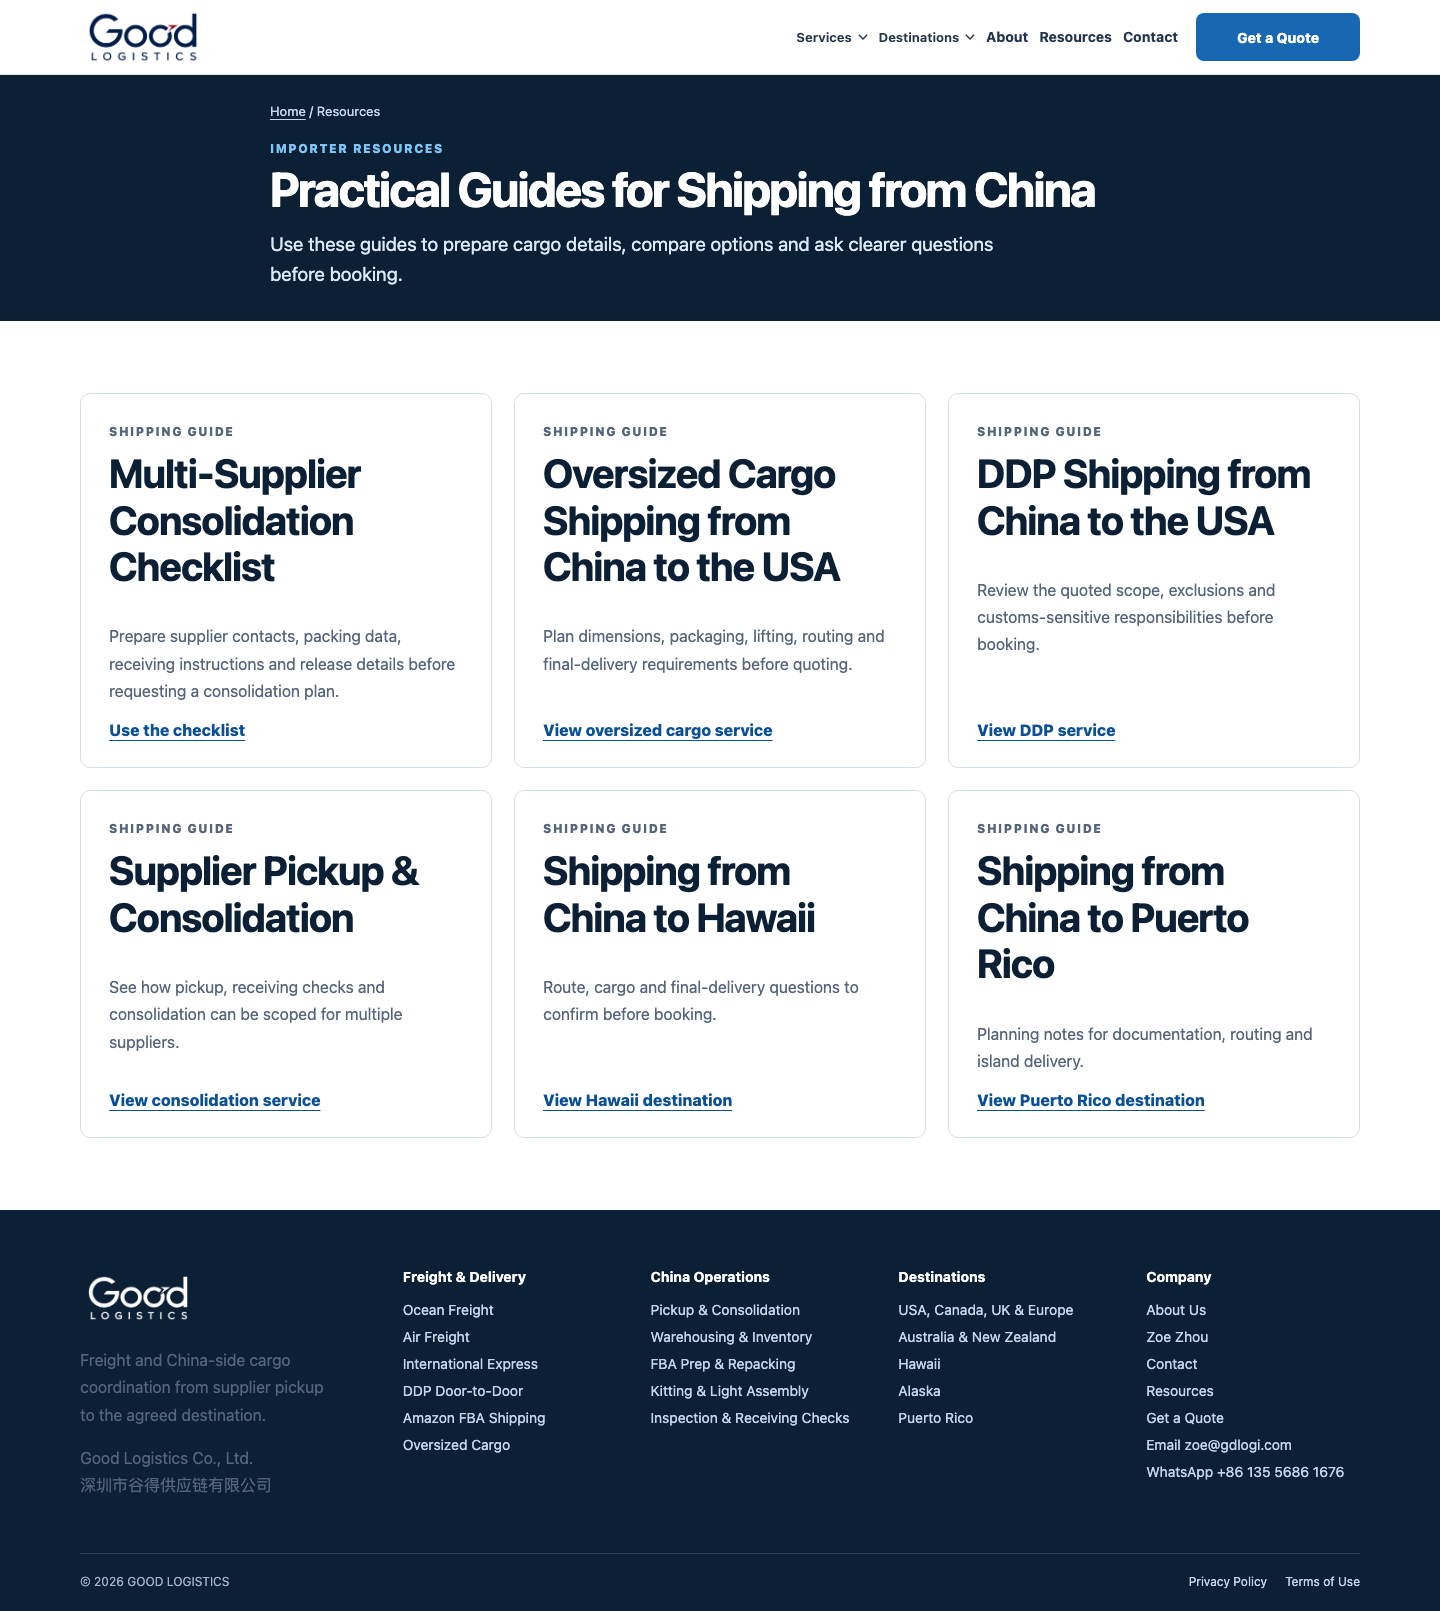 Good
LOGISTICS
Services
Destinations
About
Resources
Contact
Get a Quote
Home / Resources
IMPORTER RESOURCES
Practical Guides for Shipping from China
Use these guides to prepare cargo details, compare options and ask clearer questions
before booking.
SHIPPING GUIDE
Multi-Supplier
Consolidation
Checklist
Prepare supplier contacts, packing data,
receiving instructions and release details before
requesting a consolidation plan.
Use the checklist
SHIPPING GUIDE
Oversized Cargo
Shipping from
China to the USA
Plan dimensions, packaging, lifting, routing and
final-delivery requirements before quoting.
View oversized cargo service
SHIPPING GUIDE
DDP Shipping from
China to the USA
Review the quoted scope, exclusions and
customs-sensitive responsibilities before
booking.
View DDP service
SHIPPING GUIDE
Supplier Pickup &
Consolidation
See how pickup, receiving checks and
consolidation can be scoped for multiple
suppliers.
View consolidation service
SHIPPING GUIDE
Shipping from
China to Hawaii
Route, cargo and final-delivery questions to
confirm before booking.
View Hawaii destination
SHIPPING GUIDE
Shipping from
China to Puerto
Rico
Planning notes for documentation, routing and
island delivery.
View Puerto Rico destination
Good
LOGISTICS
Freight and China-side cargo
coordination from supplier pickup
to the agreed destination.
Good Logistics Co., Ltd.
深圳市谷得供应链有限公司
Freight & Delivery
Ocean Freight
Air Freight
International Express
DDP Door-to-Door
Amazon FBA Shipping
Oversized Cargo
China Operations
Pickup & Consolidation
Warehousing & Inventory
FBA Prep & Repacking
Kitting & Light Assembly
Inspection & Receiving Checks
Destinations
USA, Canada, UK & Europe
Australia & New Zealand
Hawaii
Alaska
Puerto Rico
Company
About Us
Zoe Zhou
Contact
Resources
Get a Quote
Email zoe@gdlogi.com
WhatsApp +86 135 5686 1676
© 2026 GOOD LOGISTICS
Privacy Policy
Terms of Use